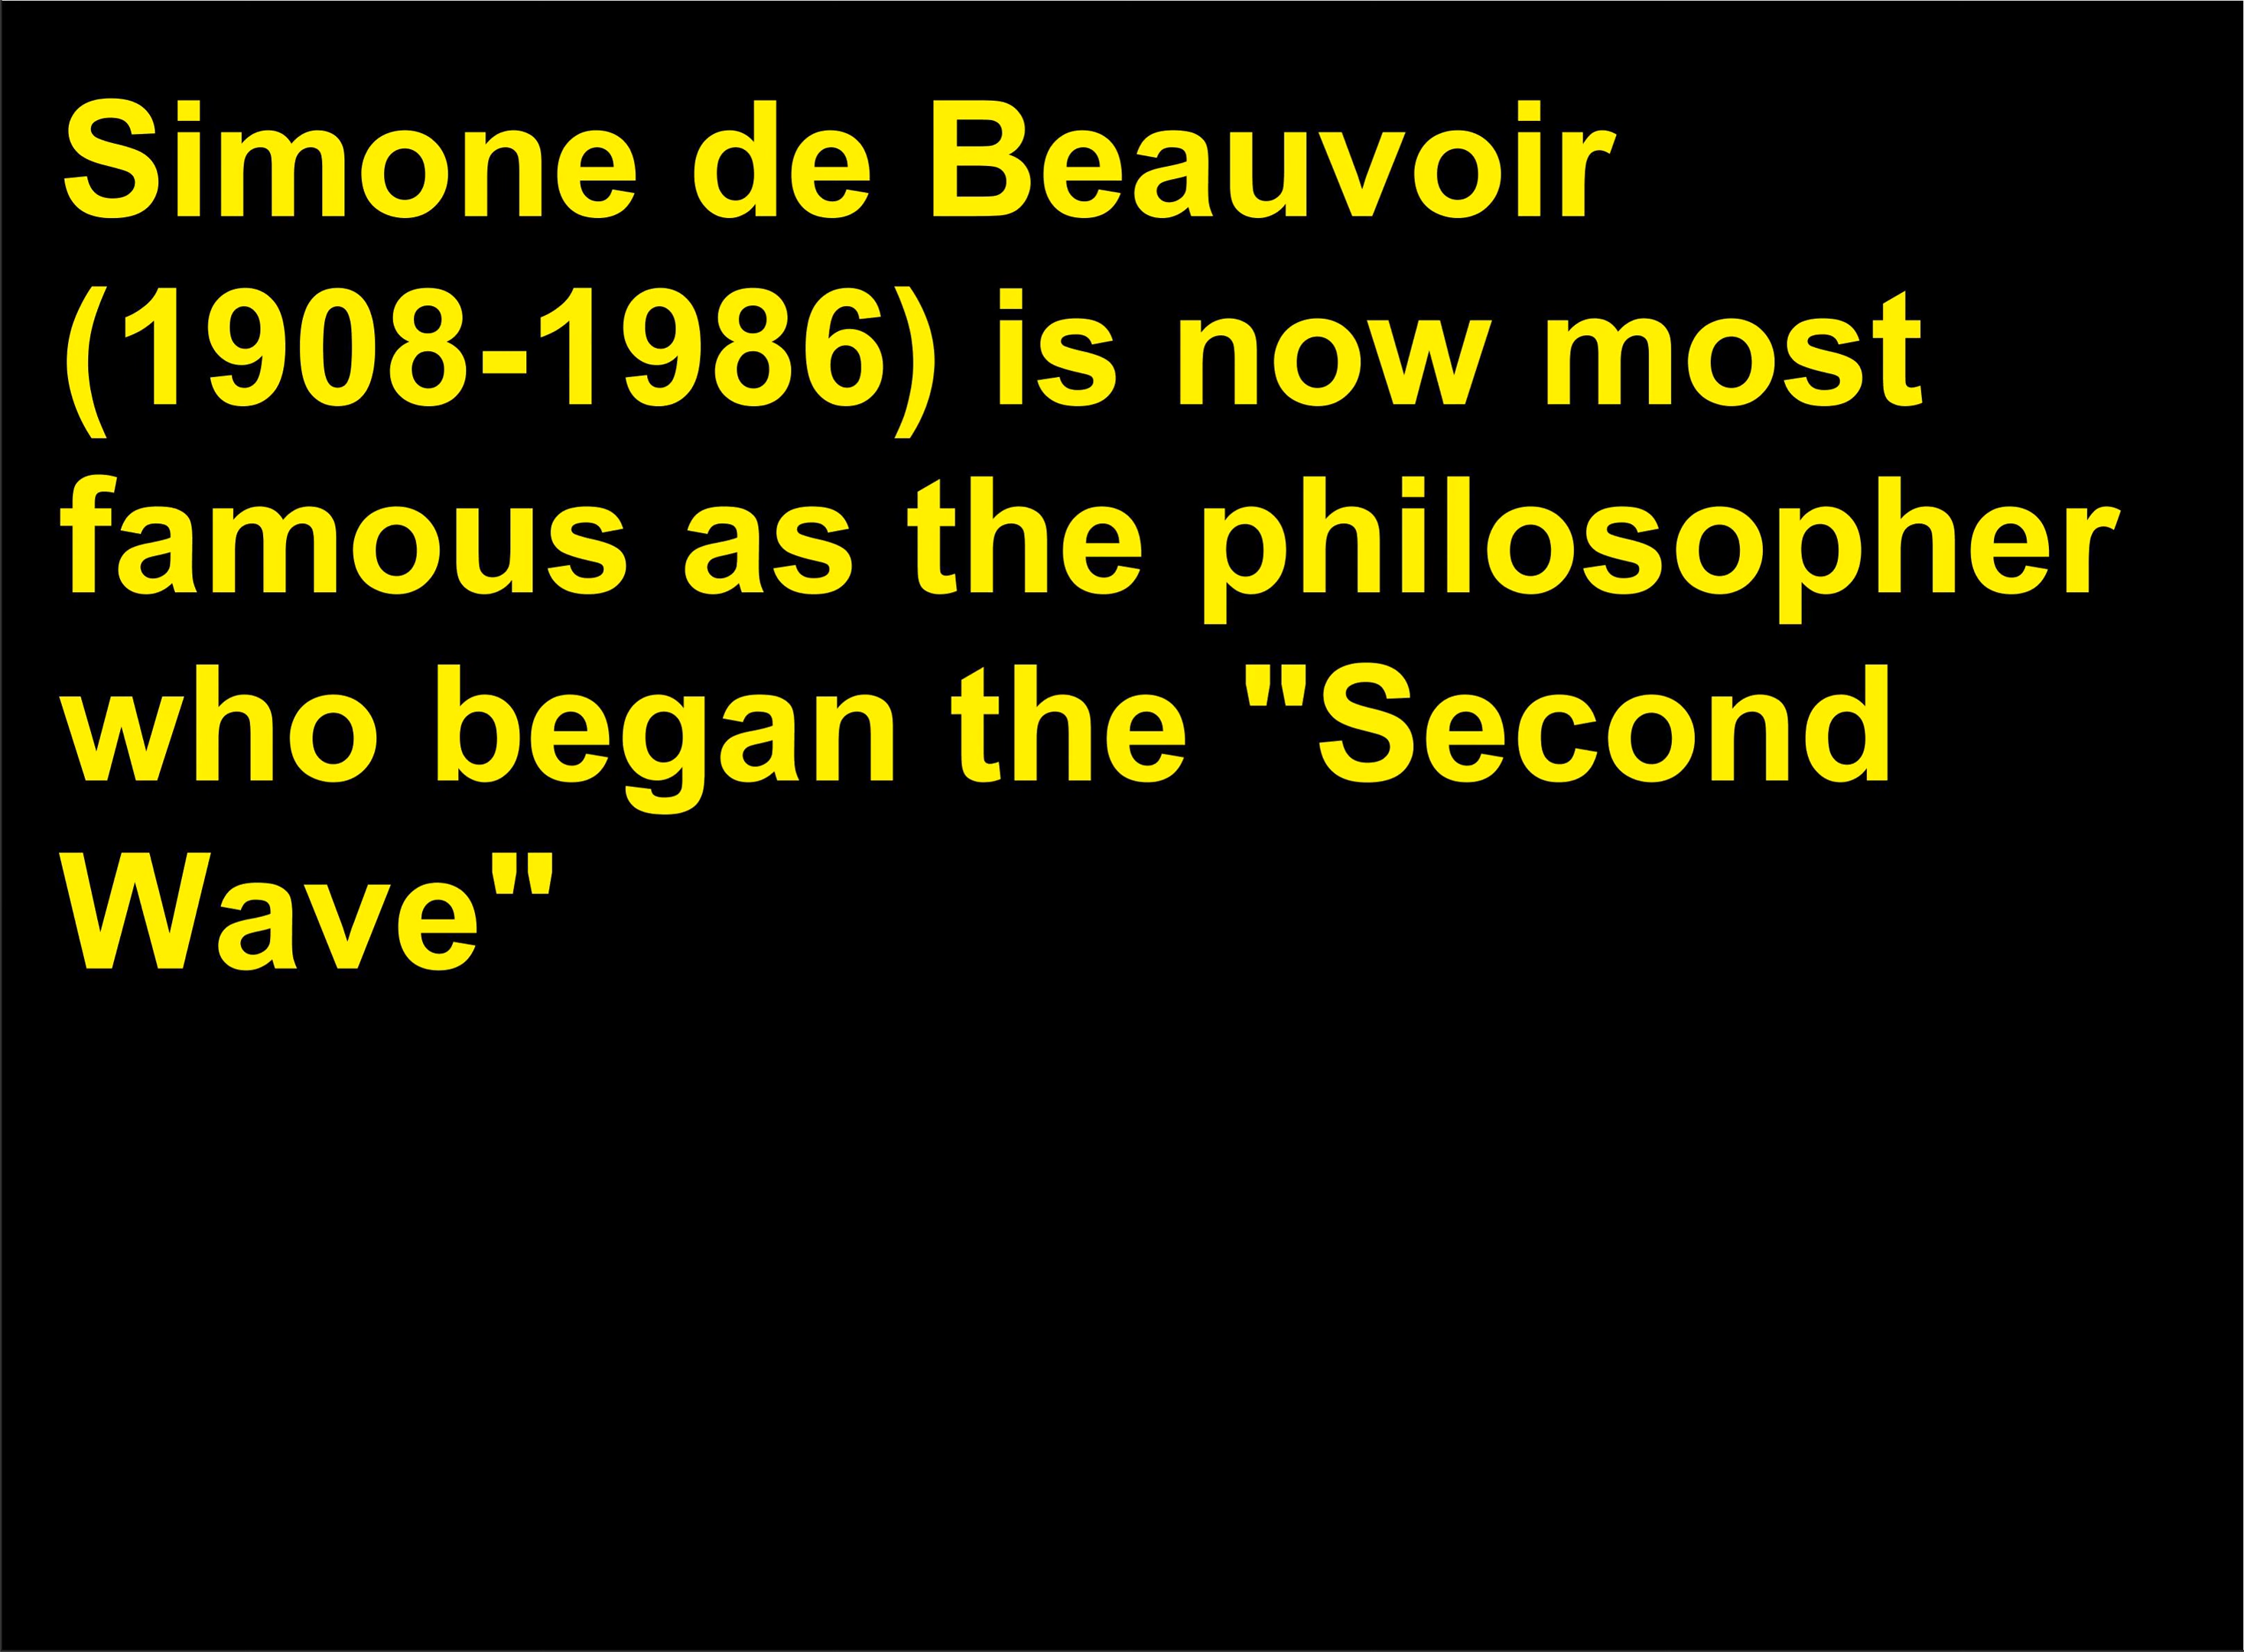 Simone de Beauvoir
(1908-1986) is now most
famous as the philosopher
who began the "Second
Wave"